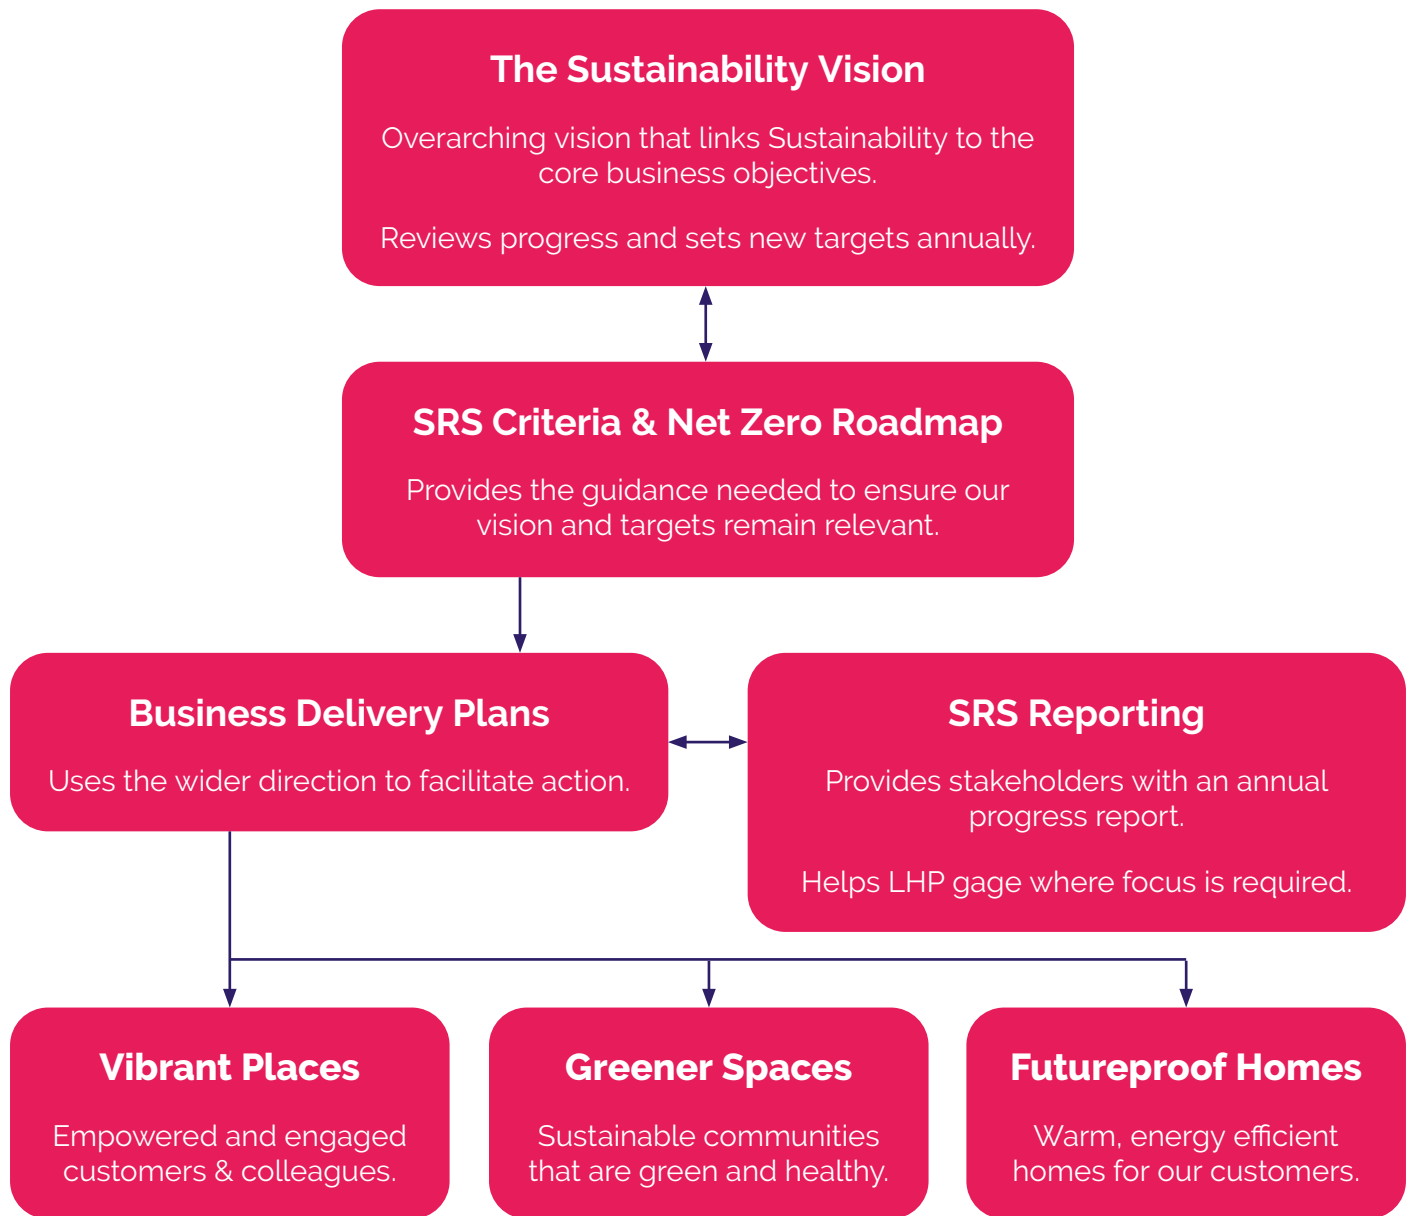 The Sustainability Vision
Overarching vision that links Sustainability to the
core business objectives.
Reviews progress and sets new targets annually.
SRS Criteria & Net Zero Roadmap
Provides the guidance needed to ensure our
vision and targets remain relevant.
Business Delivery Plans
Uses the wider direction to facilitate action.
SRS Reporting
Provides stakeholders with an annual
progress report.
Helps LHP gage where focus is required.
Vibrant Places
Empowered and engaged
customers & colleagues.
Greener Spaces
Sustainable communities
that are green and healthy.
Futureproof Homes
Warm, energy efficient
homes for our customers.